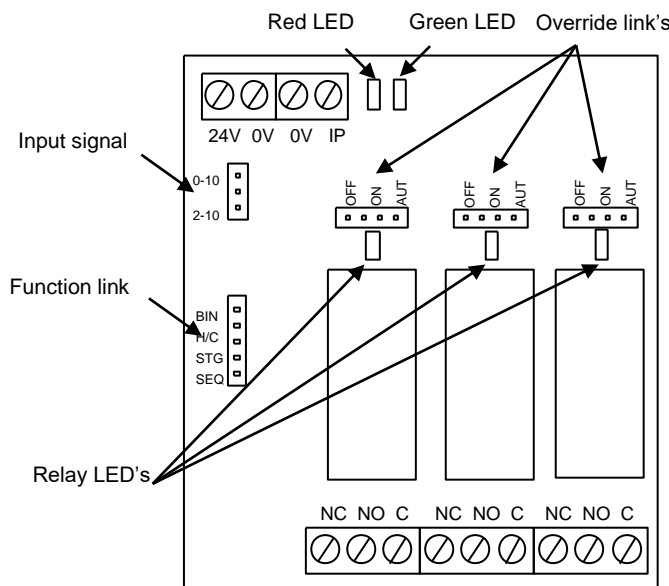 Red LED
Green LED
Override link's
24V 0V 0V IP
Input signal
0-10
2-10
OFF ON AUT
OFF ON AUT
OFF ON AUT
Function link
BIN
H/C
STG
SEQ
Relay LED's
NC NO C NC NO C NC NO C